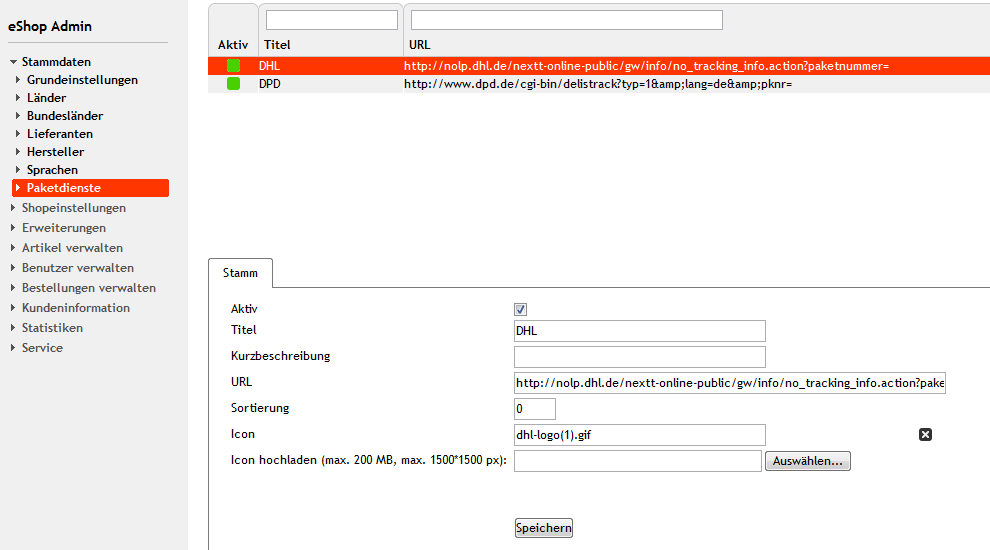 eShop Admin
Stammdaten
Grundeinstellungen
Länder
Bundesländer
Lieferanten
Hersteller
Sprachen
Paketdienste
Shopeinstellungen
Erweiterungen
Artikel verwalten
Benutzer verwalten
Bestellungen verwalten
Kundeninformation
Statistiken
Service
Aktiv Titel URL
DHL http://nolp.dhl.de/nextt-online-public/gw/info/no_tracking_info.action?paketnummer=
DPD http://www.dpd.de/cgi-bin/delistrack?typ=1&amp;lang=de&amp;pknr=
Stamm
Aktiv
Titel DHL
Kurzbeschreibung
URL http://nolp.dhl.de/nextt-online-public/gw/info/no_tracking_info.action?pake
Sortierung 0
Icon dhl-logo(1).gif
Icon hochladen (max. 200 MB, max. 1500*1500 px): Auswählen...
Speichern